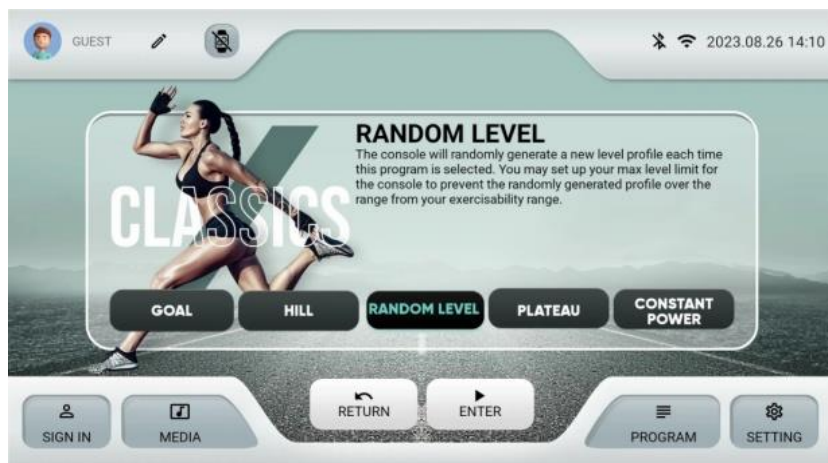 GUEST
2023.08.26 14:10
RANDOM LEVEL
The console will randomly generate a new level profile each time
this program is selected. You may set up your max level limit for
the console to prevent the randomly generated profile over the
range from your exercisability range.
X
CLASSICS
GOAL
HILL
RANDOM LEVEL
PLATEAU
CONSTANT
POWER
RETURN
ENTER
SIGN IN
MEDIA
PROGRAM
SETTING